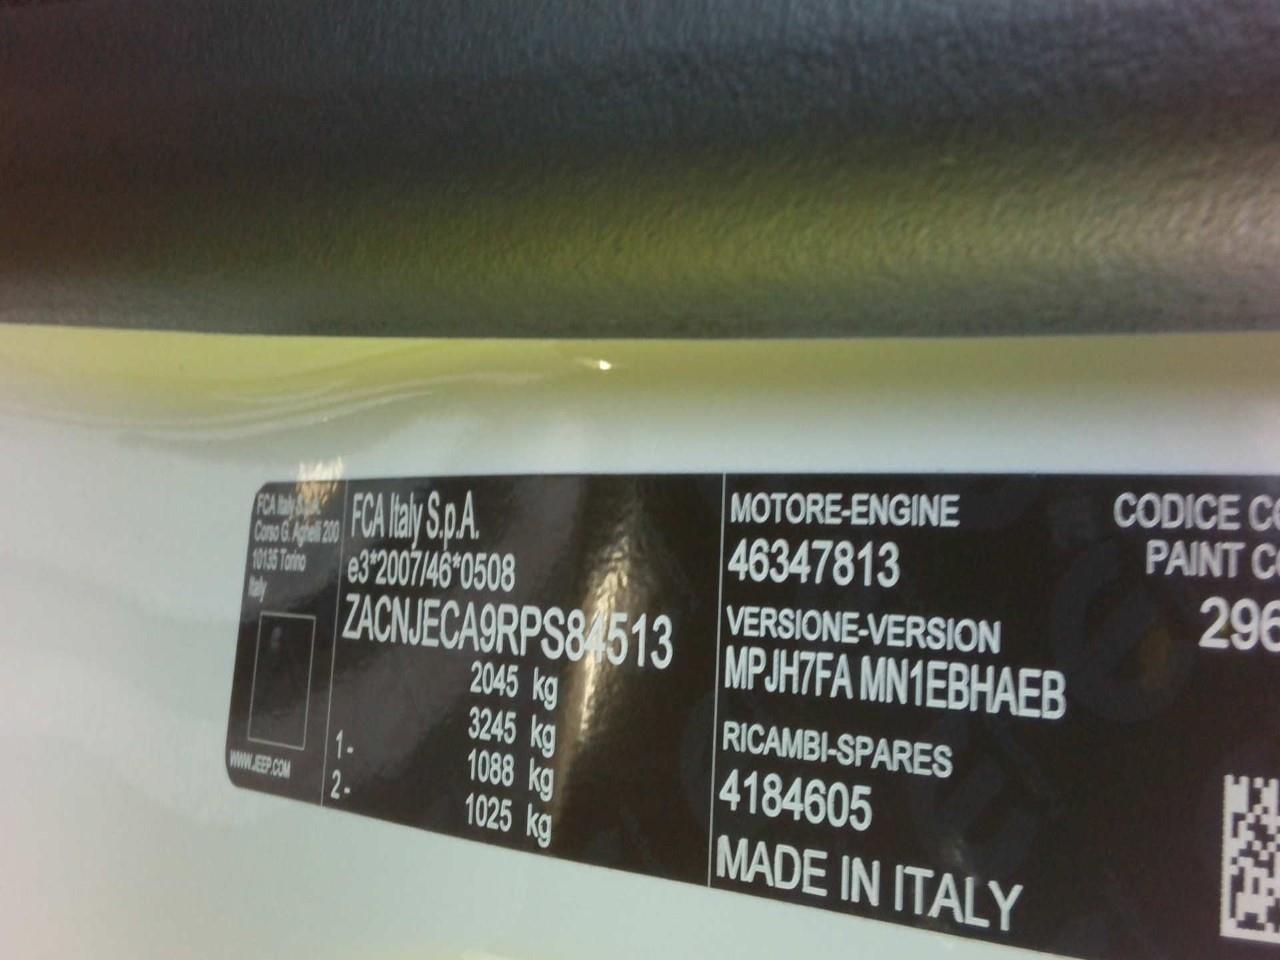 FCA Italy S.p.A.
Corso G. Agnelli 200
10135 Torino
Italy
WWW.JEEP.COM
FCA Italy S.p.A.
e3*2007/46*0508
ZACNJECA9RPS84513
2045 kg
3245 kg
1- 1088 kg
2- 1025 kg
MOTORE-ENGINE
46347813
VERSIONE-VERSION
MPJH7FA MN1EBHAEB
RICAMBI-SPARES
4184605
MADE IN ITALY
CODICE CO
PAINT CO
296